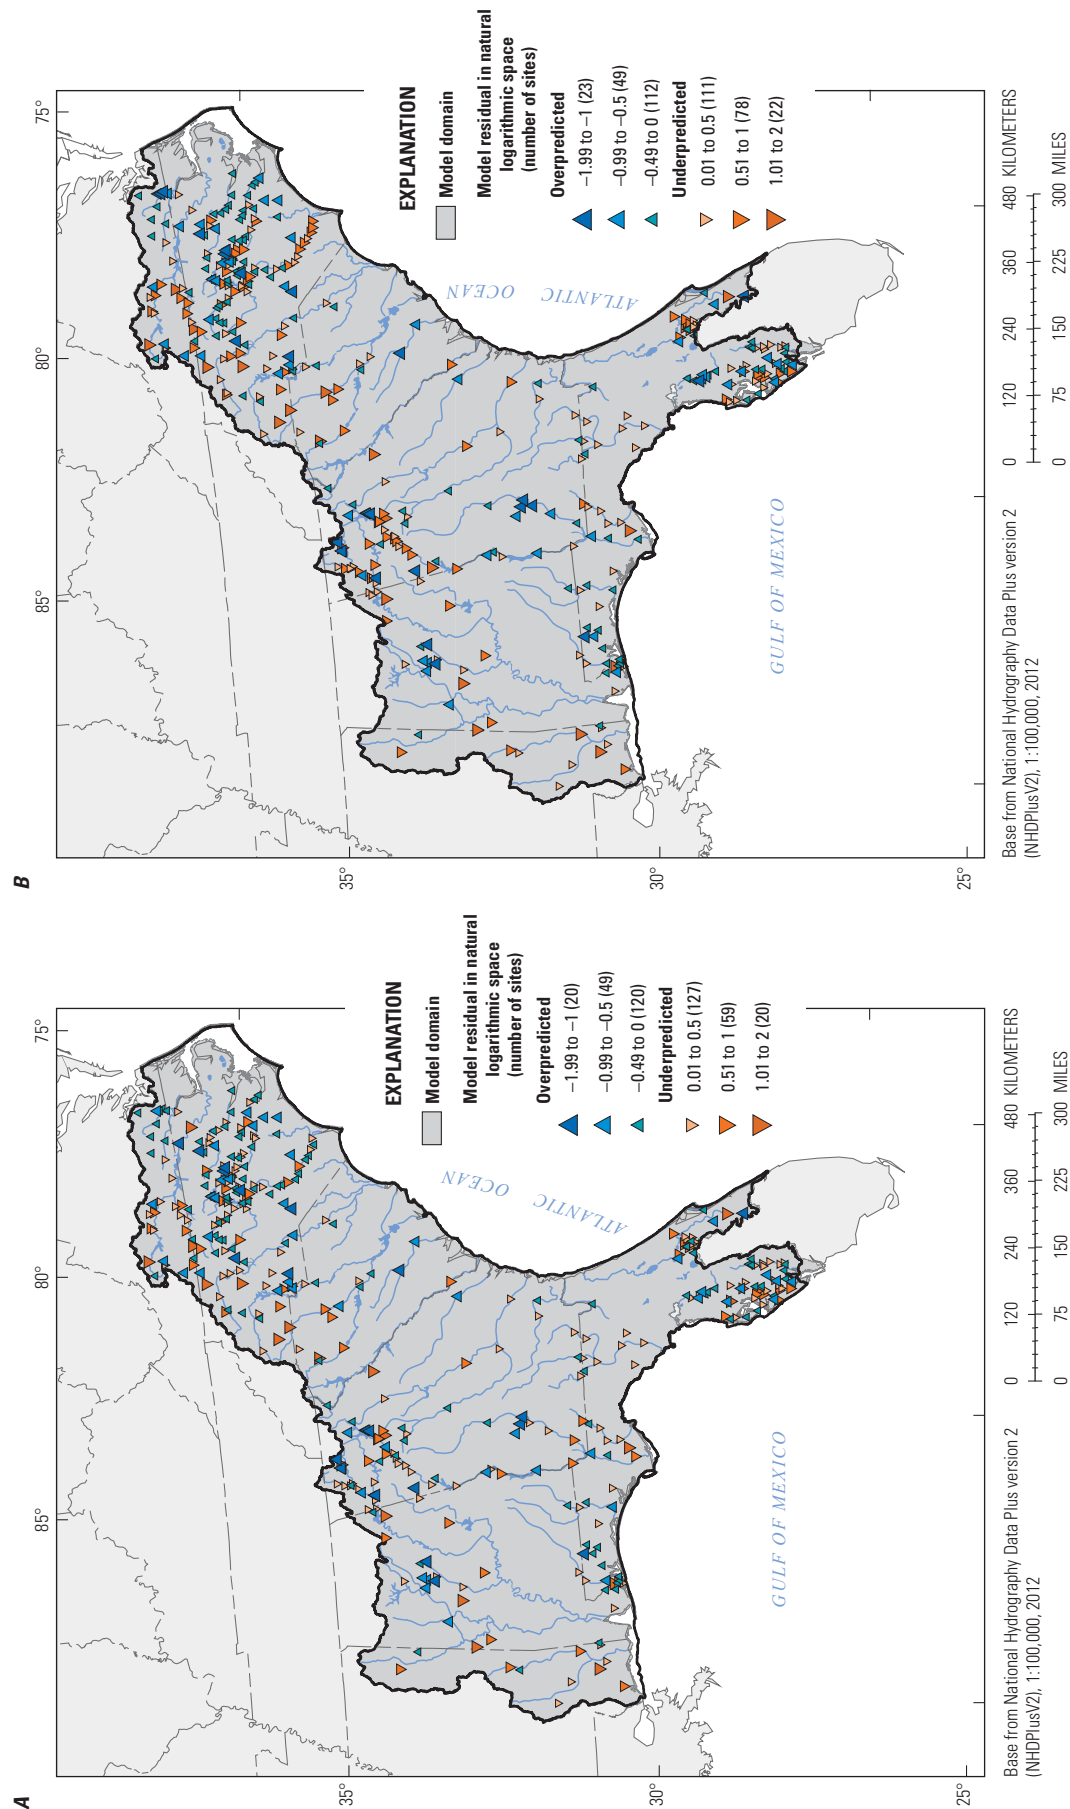 A
85°
80°
75°
35°
30°
25°
GULF OF MEXICO
ATLANTIC
OCEAN
EXPLANATION
Model domain
Model residual in natural
logarithmic space
(number of sites)
Overpredicted
−1.99 to −1 (20)
−0.99 to −0.5 (49)
−0.49 to 0 (120)
Underpredicted
0.01 to 0.5 (127)
0.51 to 1 (59)
1.01 to 2 (20)
Base from National Hydrography Data Plus version 2
(NHDPlusV2), 1:100,000, 2012
0 120 240 360 480 KILOMETERS
0 75 150 225 300 MILES
B
85°
80°
75°
35°
30°
25°
GULF OF MEXICO
ATLANTIC
OCEAN
EXPLANATION
Model domain
Model residual in natural
logarithmic space
(number of sites)
Overpredicted
−1.99 to −1 (23)
−0.99 to −0.5 (49)
−0.49 to 0 (112)
Underpredicted
0.01 to 0.5 (111)
0.51 to 1 (78)
1.01 to 2 (22)
Base from National Hydrography Data Plus version 2
(NHDPlusV2), 1:100,000, 2012
0 120 240 360 480 KILOMETERS
0 75 150 225 300 MILES